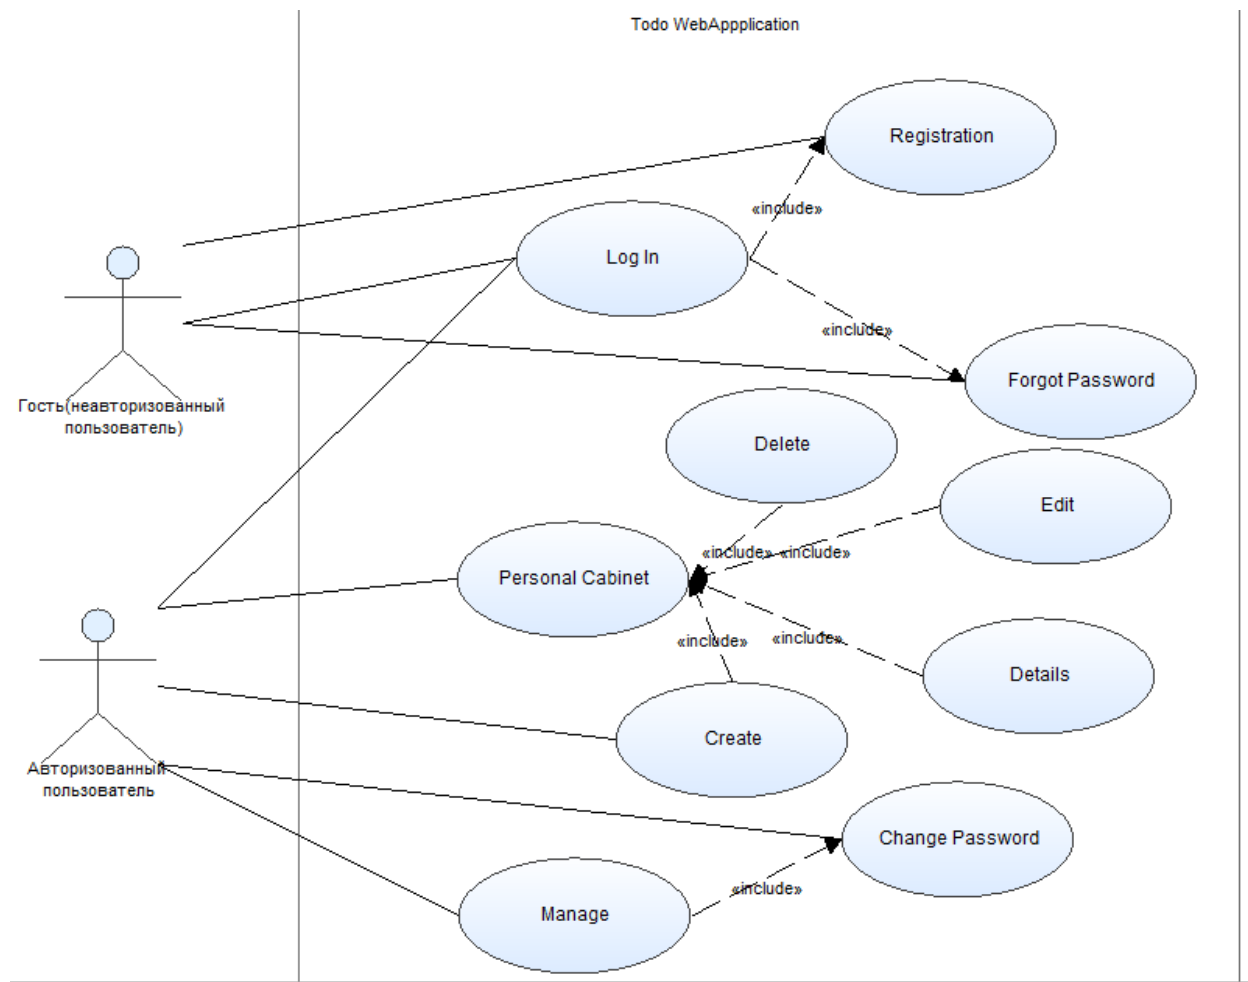 Todo WebAppplication
Registration
«include»
Log In
«include»
Forgot Password
Гость(неавторизованный
пользователь)
Delete
Edit
«include»
«include»
Personal Cabinet
«include»
«include»
Details
Create
Авторизованный
пользователь
Change Password
«include»
Manage